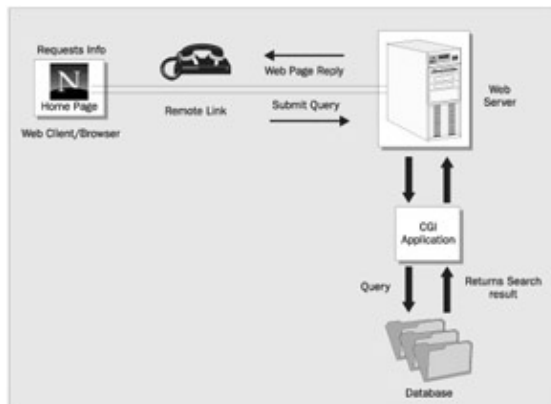 Requests Info
N
Home Page
Web Client/Browser
Web Page Reply
Remote Link
Submit Query
Web
Server
CGI
Application
Query
Returns Search
result
Database